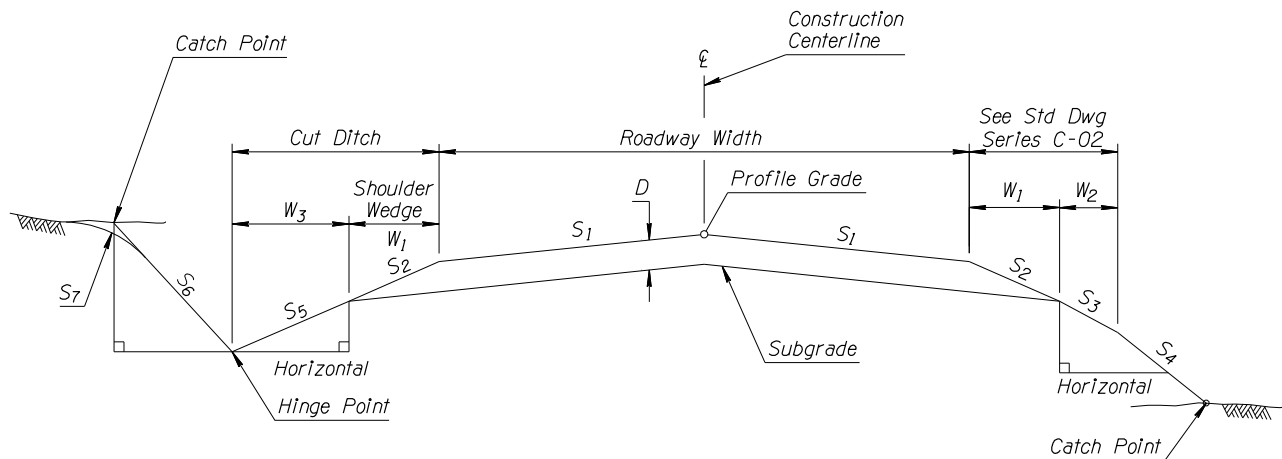 Construction
Centerline
℄
Catch Point
See Std Dwg
Series C-02
Cut Ditch
Roadway Width
Shoulder
Wedge
D
Profile Grade
W3
W1
W1
W2
S1
S1
S2
S2
S7
S6
S5
S3
S4
Subgrade
Horizontal
Horizontal
Hinge Point
Catch Point